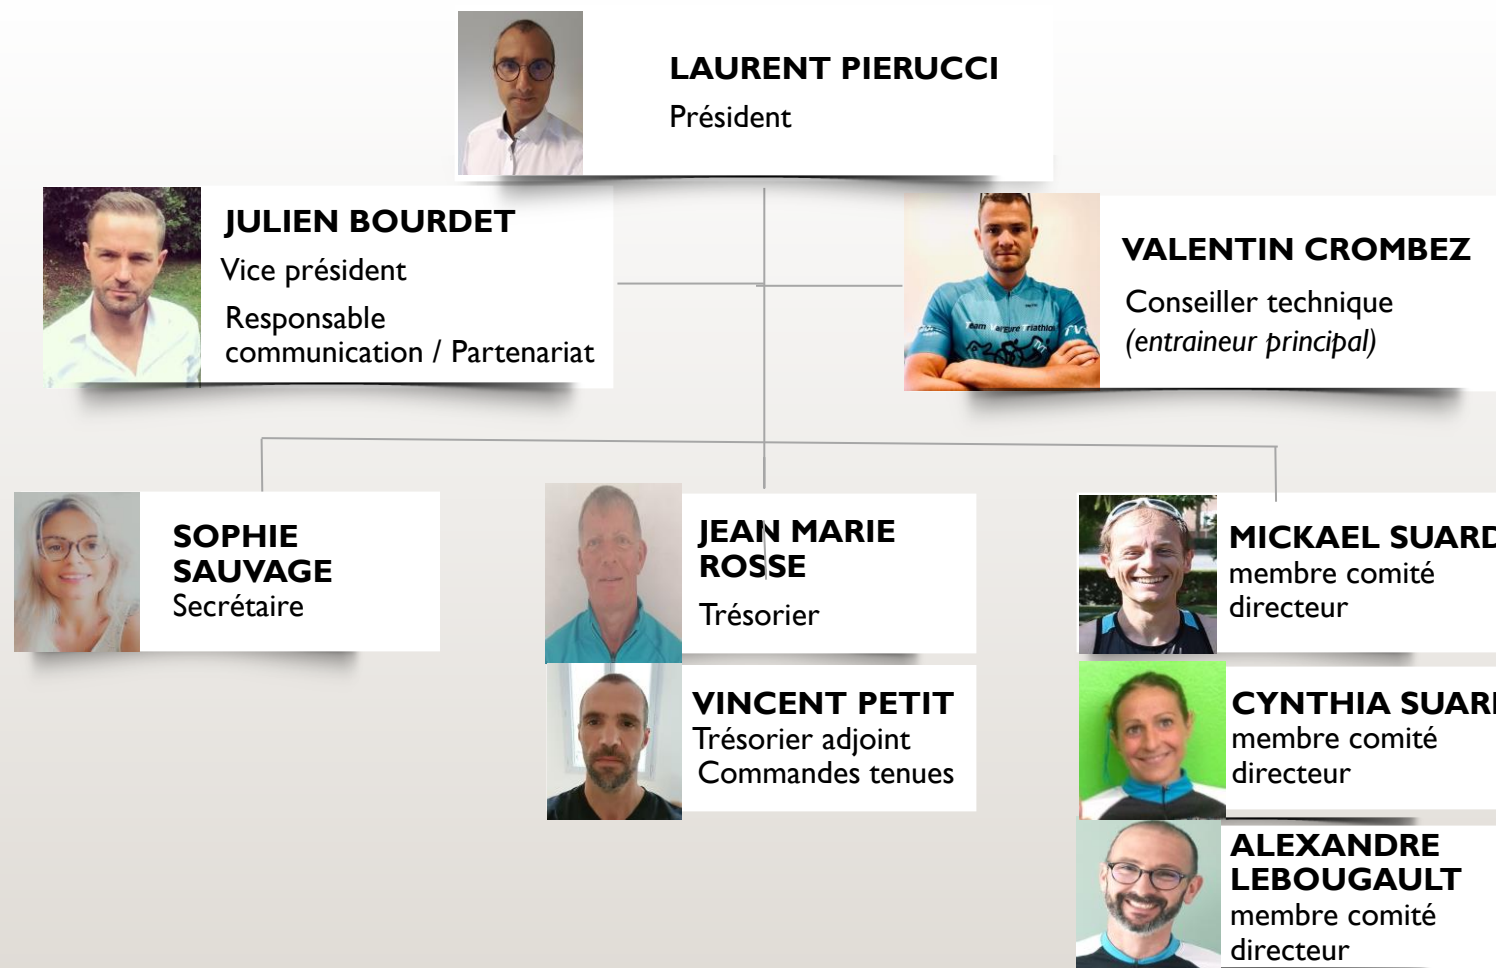 LAURENT PIERUCCI
Président
JULIEN BOURDET
Vice président
Responsable
communication / Partenariat
VALENTIN CROMBEZ
Conseiller technique
(entraineur principal)
SOPHIE
SAUVAGE
Secrétaire
JEAN MARIE
ROSSE
Trésorier
VINCENT PETIT
Trésorier adjoint
Commandes tenues
MICKAEL SUARD
membre comité
directeur
CYNTHIA SUARD
membre comité
directeur
ALEXANDRE
LEBOUGAULT
membre comité
directeur